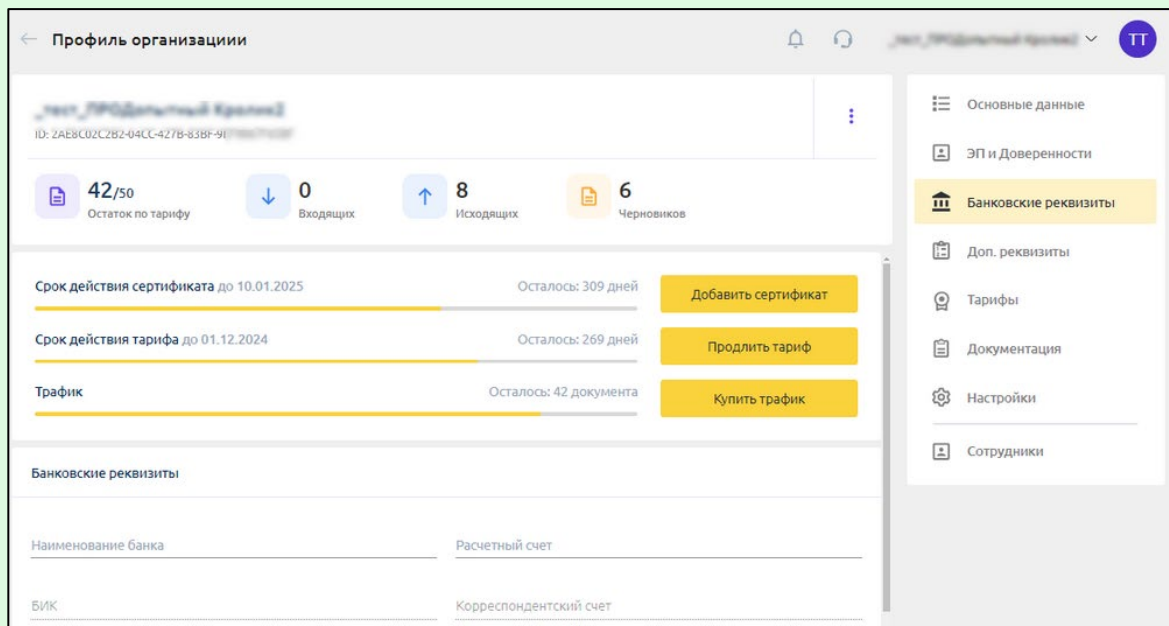 Профиль организациии
ТТ
ID: 2AE8C02C2B2-04CC-427B-83BF-9
42/50
Остаток по тарифу
0
Входящих
8
Исходящих
6
Черновиков
Срок действия сертификата до 10.01.2025
Осталось: 309 дней
Добавить сертификат
Срок действия тарифа до 01.12.2024
Осталось: 269 дней
Продлить тариф
Трафик
Осталось: 42 документа
Купить трафик
Банковские реквизиты
Наименование банка
Расчетный счет
БИК
Корреспондентский счет
Основные данные
ЭП и Доверенности
Банковские реквизиты
Доп. реквизиты
Тарифы
Документация
Настройки
Сотрудники